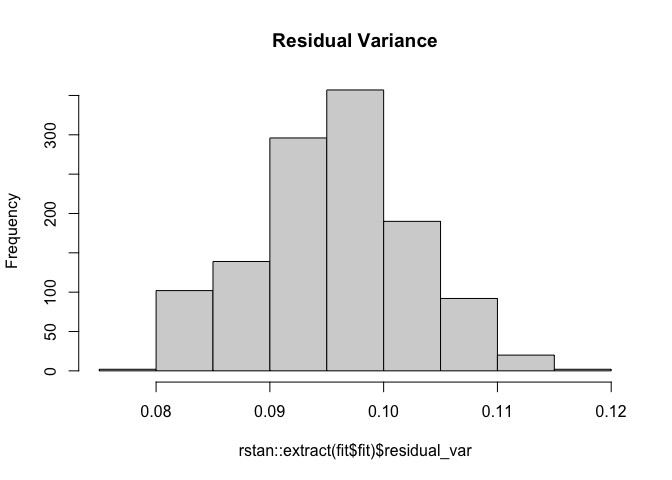 Residual Variance
Frequency
300
200
100
50
0
0.08 0.09 0.10 0.11 0.12
rstan::extract(fit$fit)$residual_var